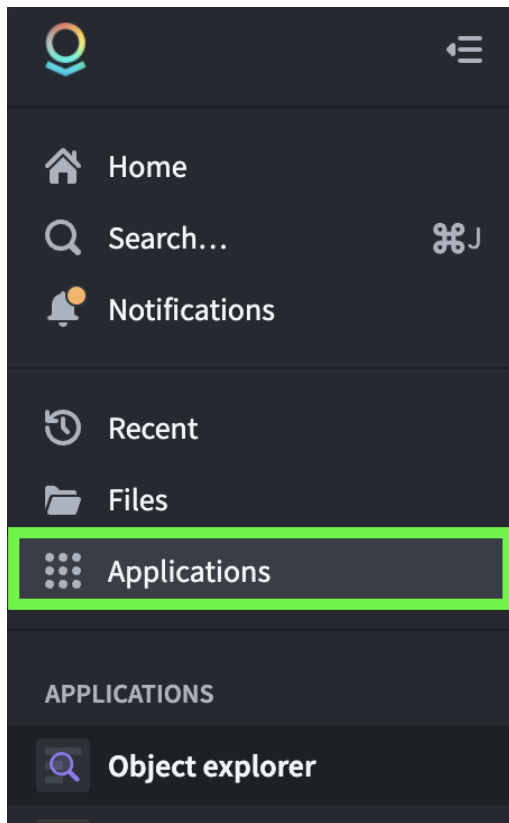 Home
Search… ⌘J
Notifications
Recent
Files
Applications
APPLICATIONS
Object explorer